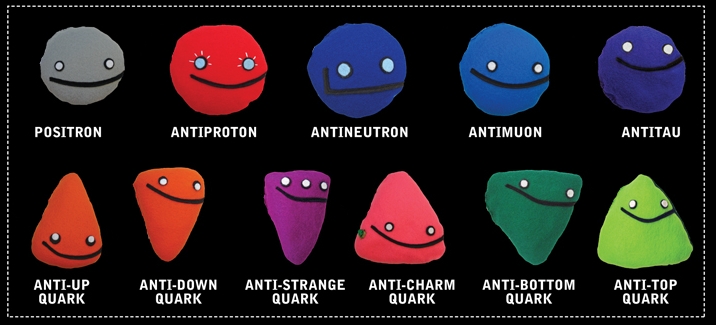 POSITRON
ANTIPROTON
ANTINEUTRON
ANTIMUON
ANTITAU
ANTI-UP
QUARK
ANTI-DOWN
QUARK
ANTI-STRANGE
QUARK
ANTI-CHARM
QUARK
ANTI-BOTTOM
QUARK
ANTI-TOP
QUARK